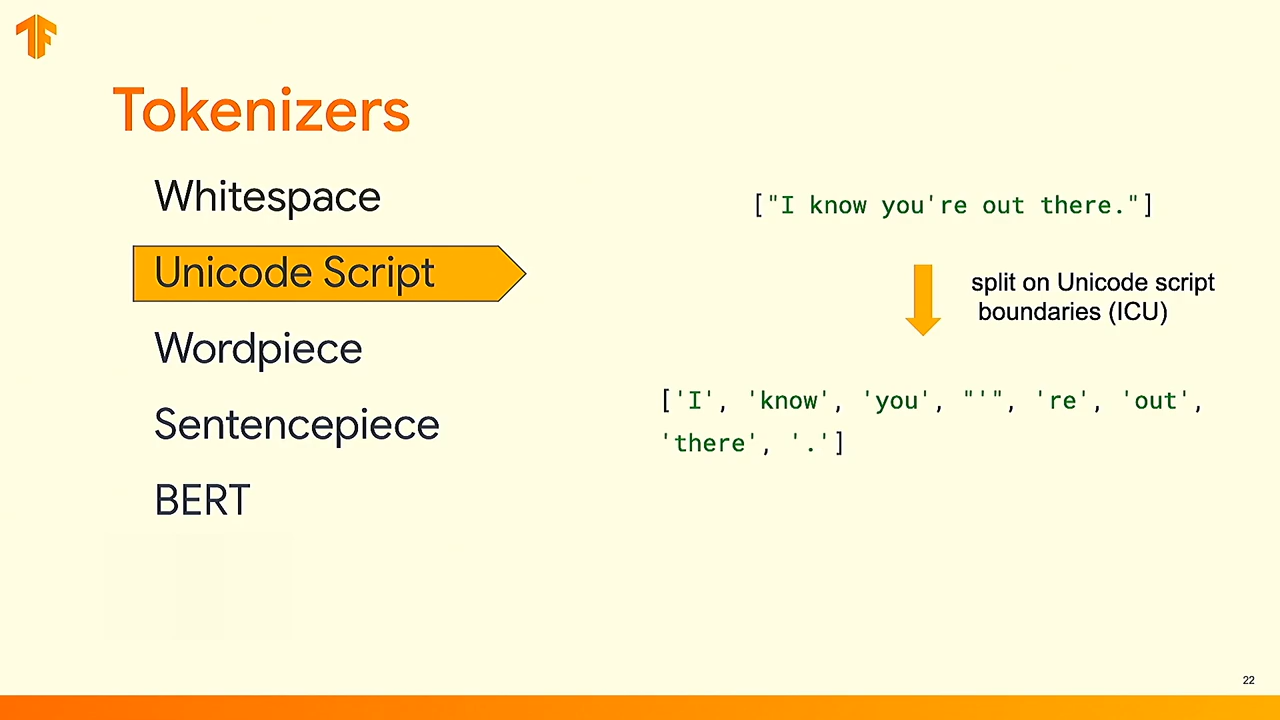 Tokenizers
Whitespace
Unicode Script
Wordpiece
Sentencepiece
BERT
["I know you're out there."]
split on Unicode script
boundaries (ICU)
['I', 'know', 'you', "'", 're', 'out',
'there', '.']
22